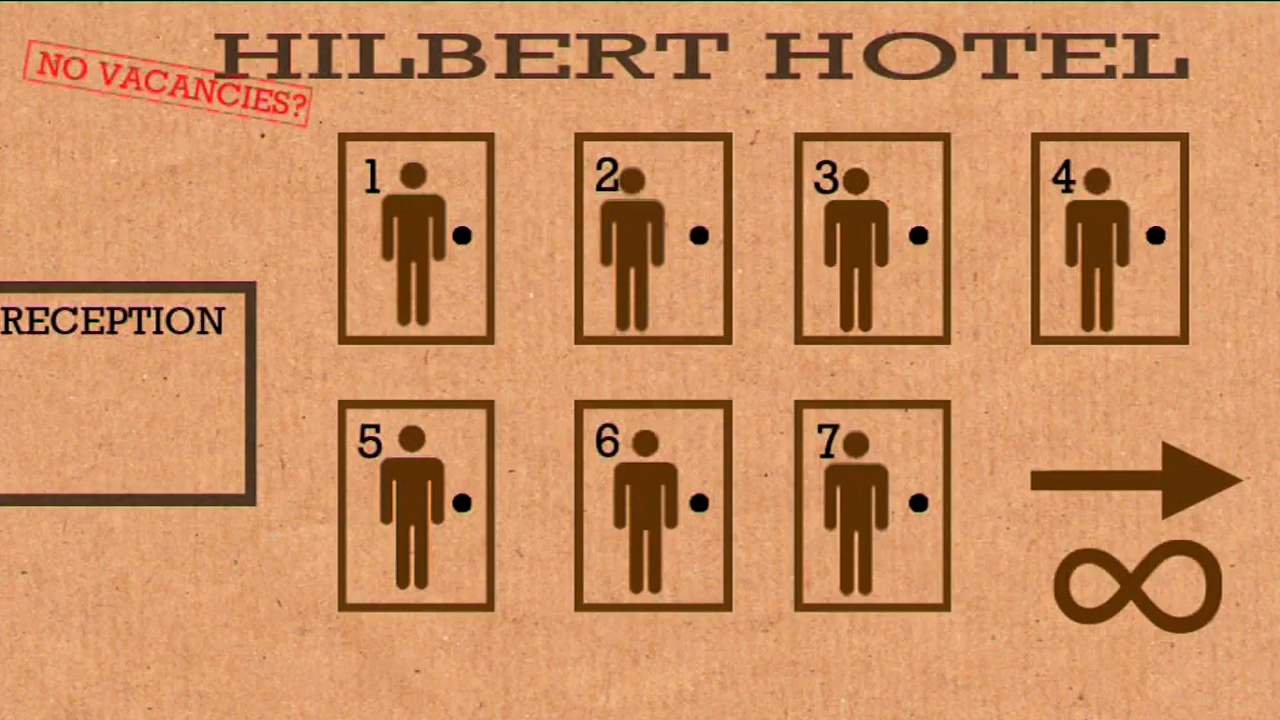 HILBERT HOTEL
NO VACANCIES?
1
2
3
4
RECEPTION
5
6
7
∞